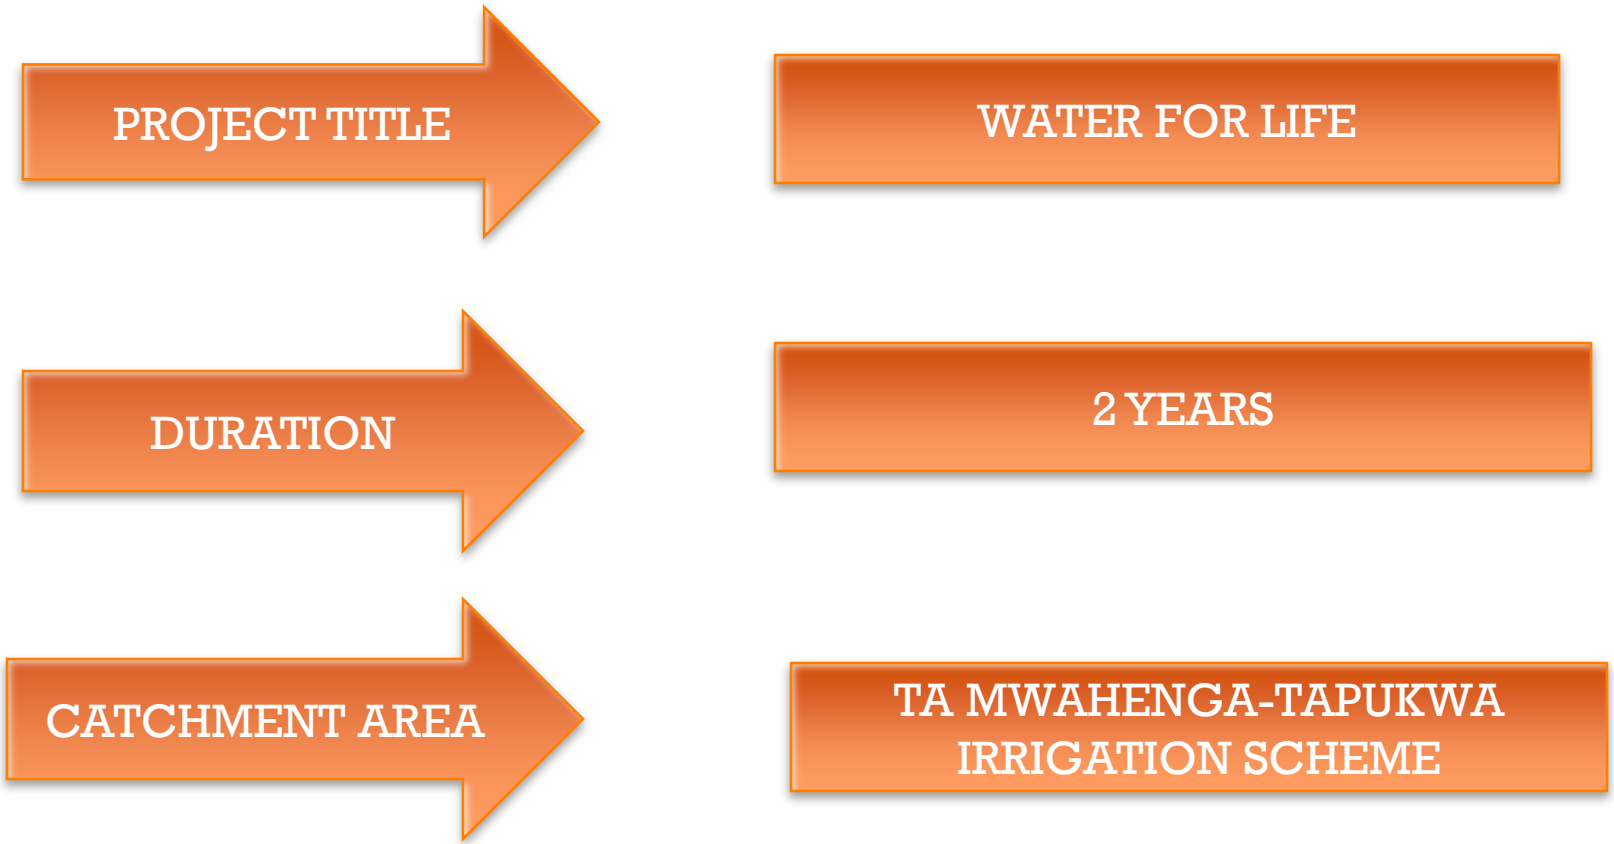 PROJECT TITLE
WATER FOR LIFE
DURATION
2 YEARS
CATCHMENT AREA
TA MWAHENGA-TAPUKWA
IRRIGATION SCHEME